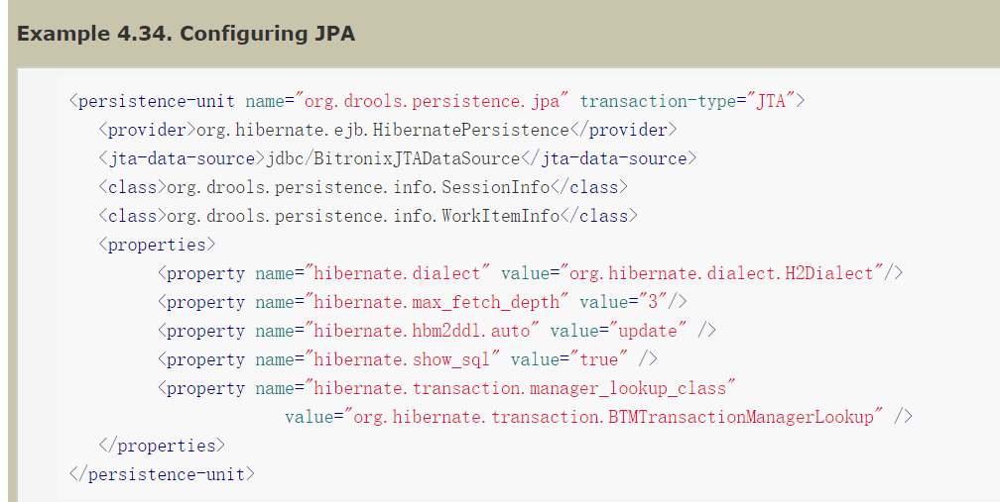 Example 4.34. Configuring JPA
<persistence-unit name="org.drools.persistence.jpa" transaction-type="JTA">
<provider>org.hibernate.ejb.HibernatePersistence</provider>
<jta-data-source>jdbc/BitronixJTADataSource</jta-data-source>
<class>org.drools.persistence.info.SessionInfo</class>
<class>org.drools.persistence.info.WorkItemInfo</class>
<properties>
<property name="hibernate.dialect" value="org.hibernate.dialect.H2Dialect"/>
<property name="hibernate.max_fetch_depth" value="3"/>
<property name="hibernate.hbm2ddl.auto" value="update" />
<property name="hibernate.show_sql" value="true" />
<property name="hibernate.transaction.manager_lookup_class"
value="org.hibernate.transaction.BTMTransactionManagerLookup" />
</properties>
</persistence-unit>